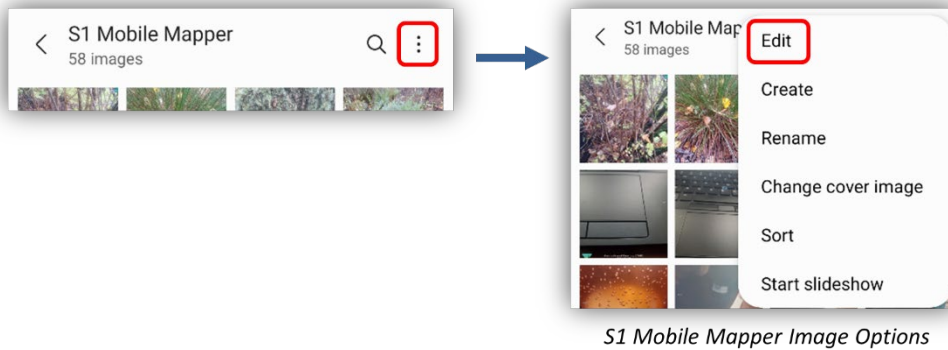 S1 Mobile Mapper
58 images
S1 Mobile Map
58 images
Edit
Create
Rename
Change cover image
Sort
Start slideshow
S1 Mobile Mapper Image Options